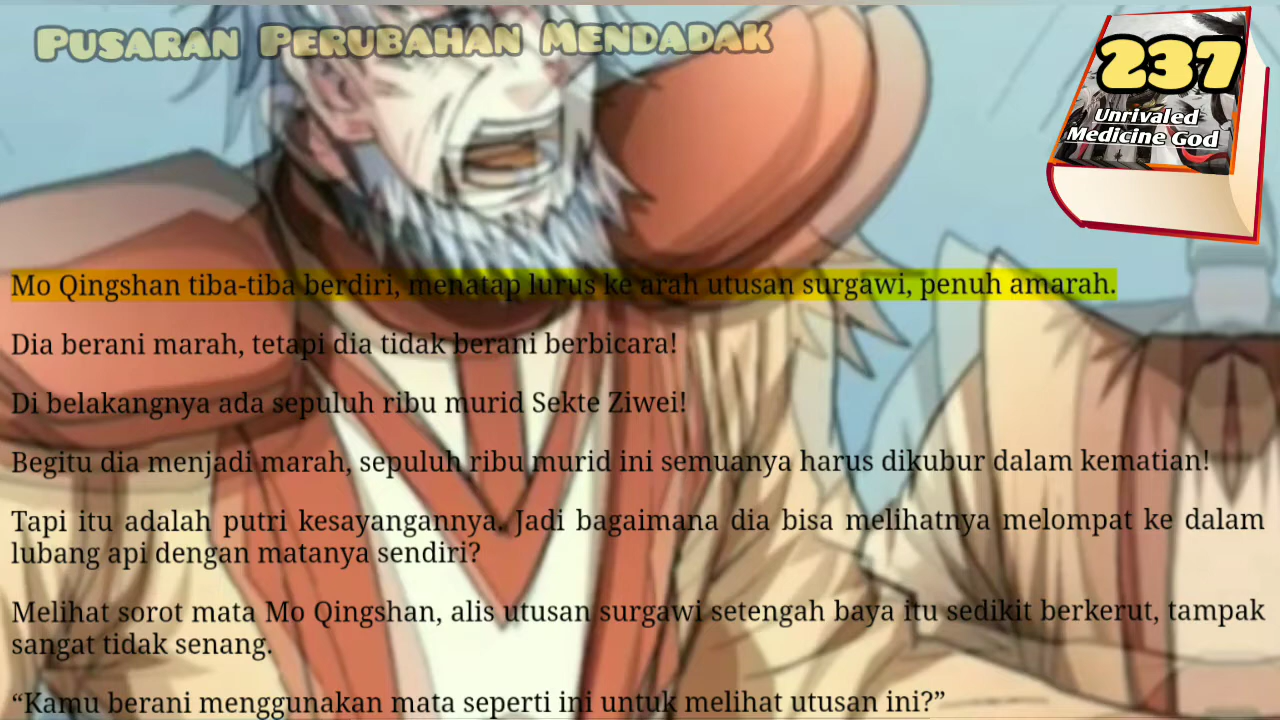 Pusaran Perubahan Mendadak
237
Unrivaled
Medicine God
Mo Qingshan tiba-tiba berdiri, menatap lurus ke arah utusan surgawi, penuh amarah.
Dia berani marah, tetapi dia tidak berani berbicara!
Di belakangnya ada sepuluh ribu murid Sekte Ziwei!
Begitu dia menjadi marah, sepuluh ribu murid ini semuanya harus dikubur dalam kematian!
Tapi itu adalah putri kesayangannya. Jadi bagaimana dia bisa melihatnya melompat ke dalam
lubang api dengan matanya sendiri?
Melihat sorot mata Mo Qingshan, alis utusan surgawi setengah baya itu sedikit berkerut, tampak
sangat tidak senang.
“Kamu berani menggunakan mata seperti ini untuk melihat utusan ini?”